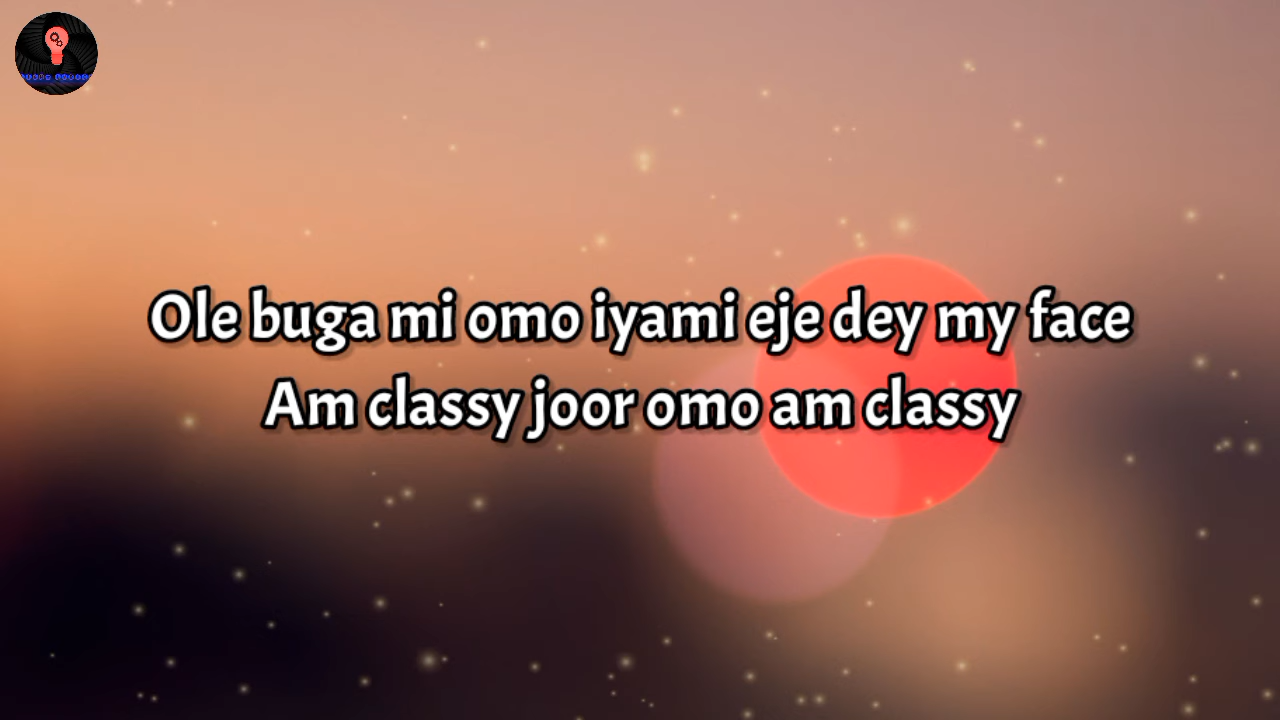 Ole buga mi omo iyami eje dey my face
Am classy joor omo am classy